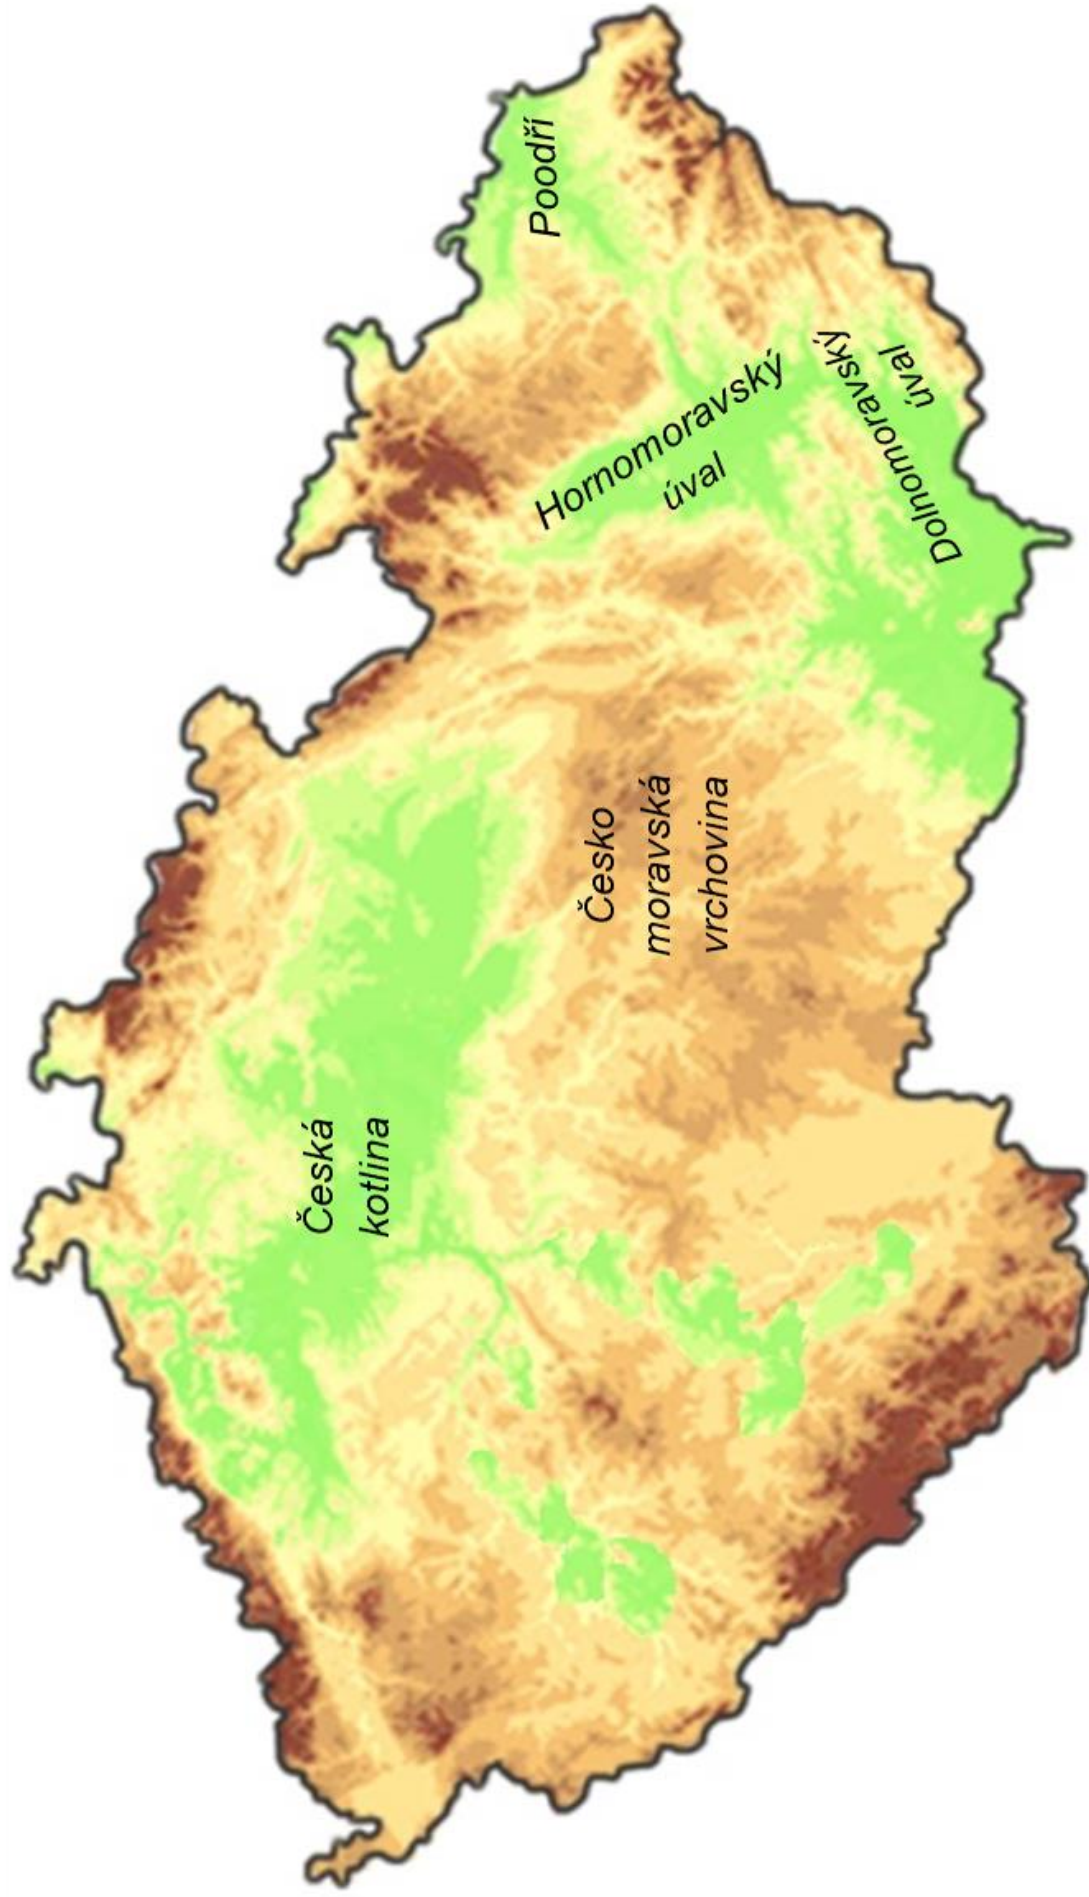 Česká
kotlina
Česko
moravská
vrchovina
Hornomoravský
úval
Dolnomoravský
úval
Poodří